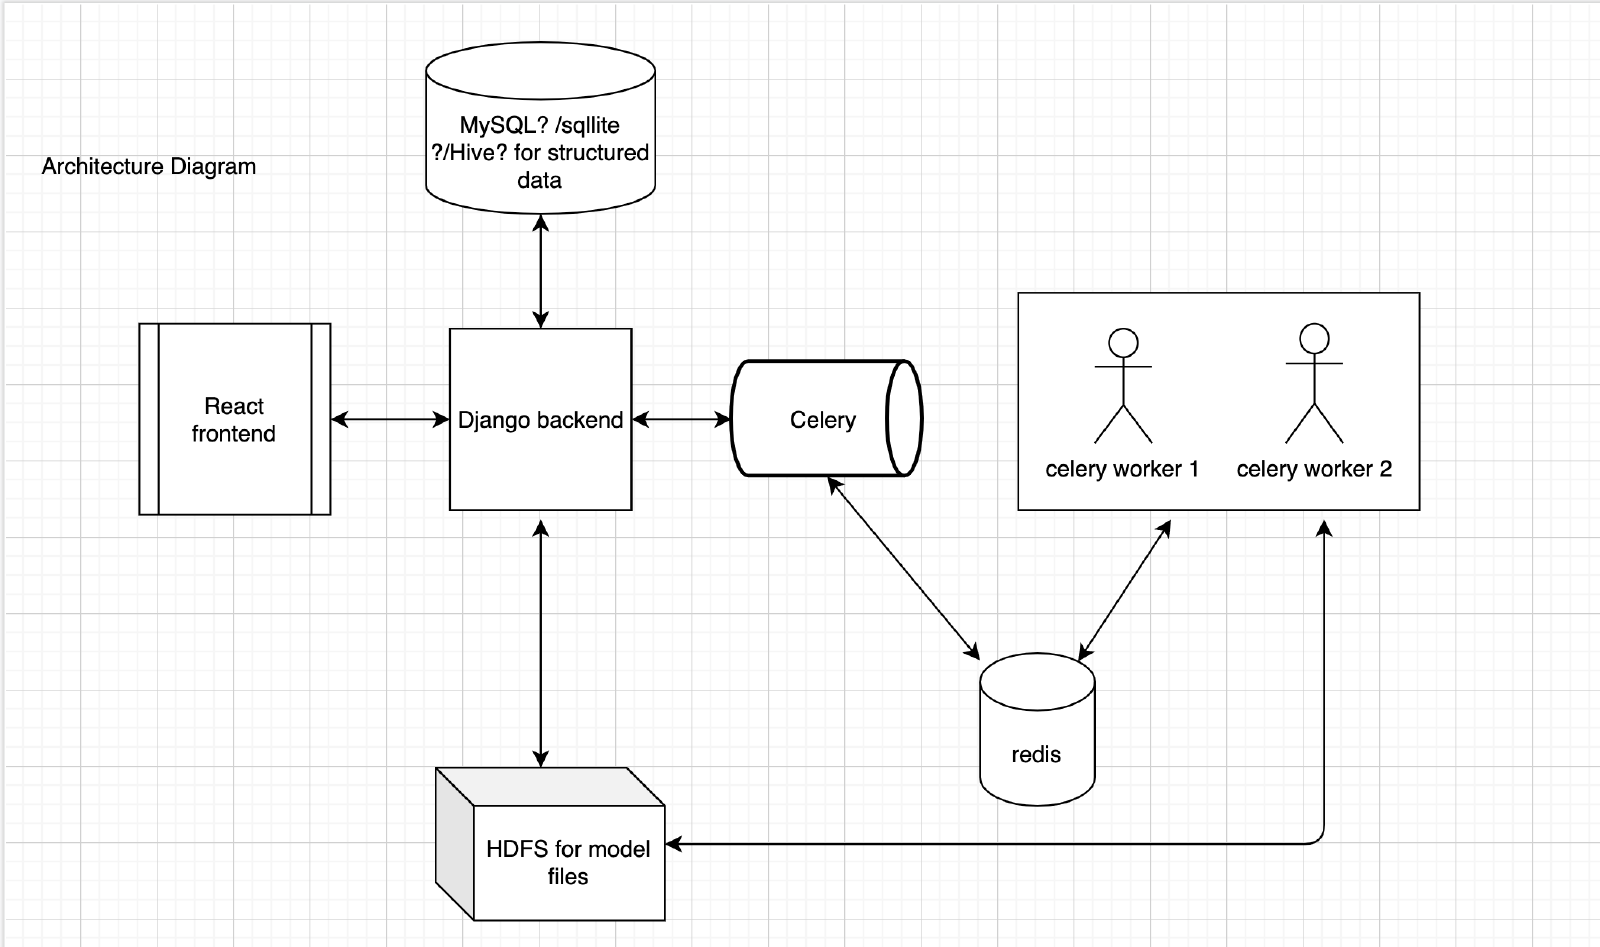 MySQL? /sqllite
?/Hive? for structured
data
Architecture Diagram
React
frontend
Django backend
Celery
celery worker 1
celery worker 2
redis
HDFS for model
files